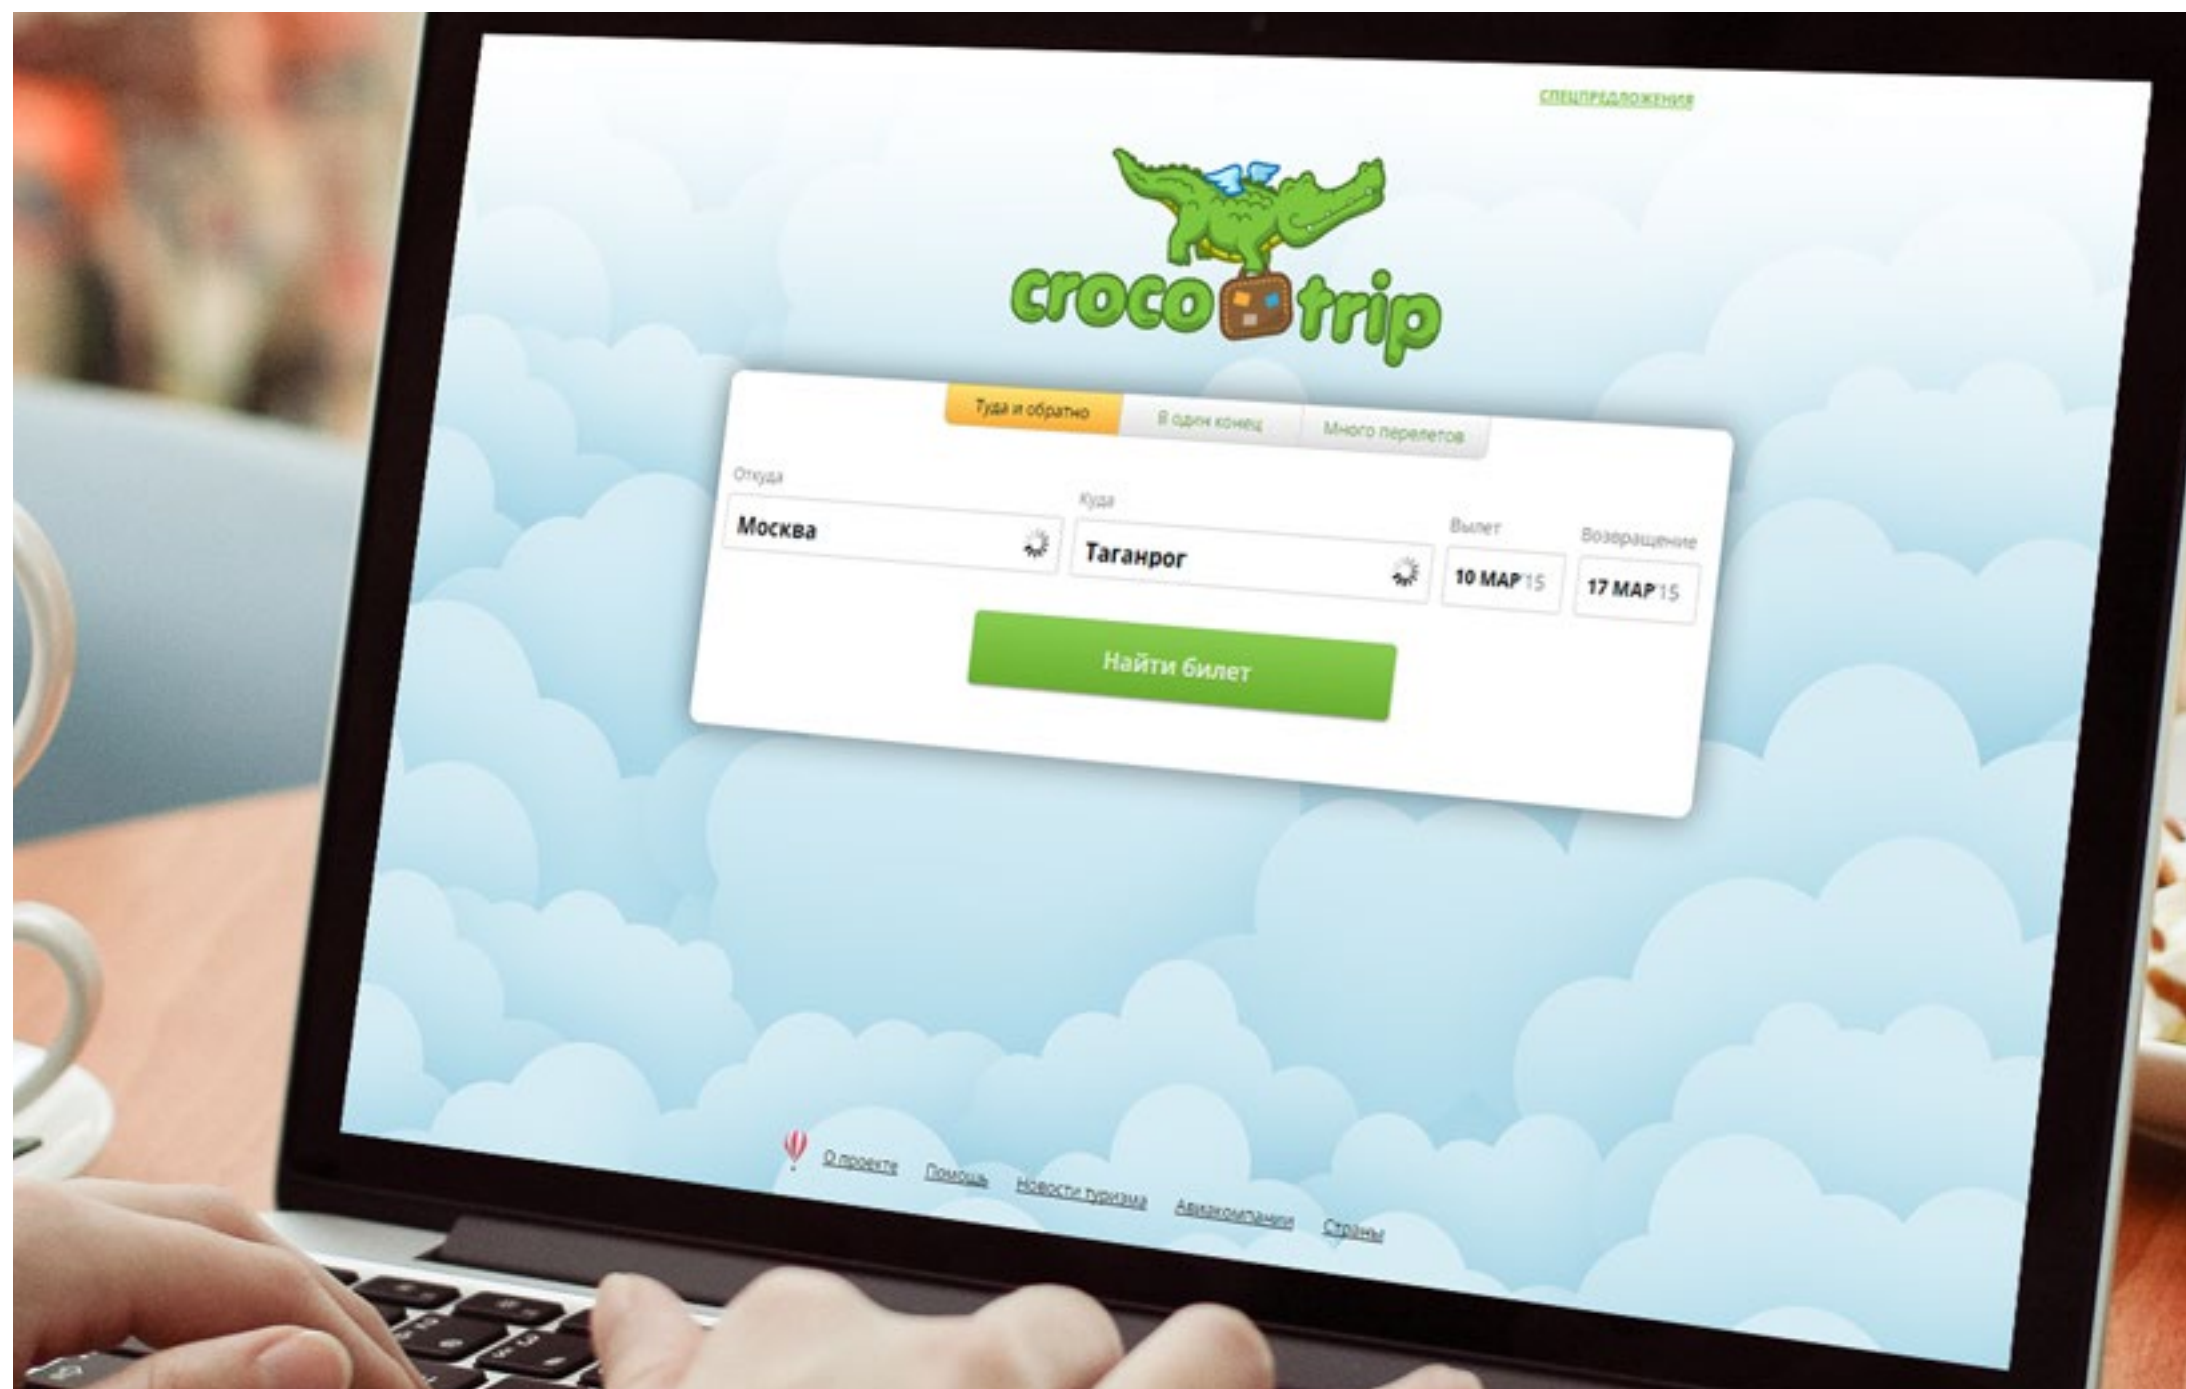 СПЕЦПРЕДЛОЖЕНИЯ
croco trip
Туда и обратно В один конец Много перелетов
Откуда Куда Вылет Возвращение
Москва Таганрог 10 МАР'15 17 МАР'15
Найти билет
О проекте Помощь Новости туризма Авиакомпании Страны